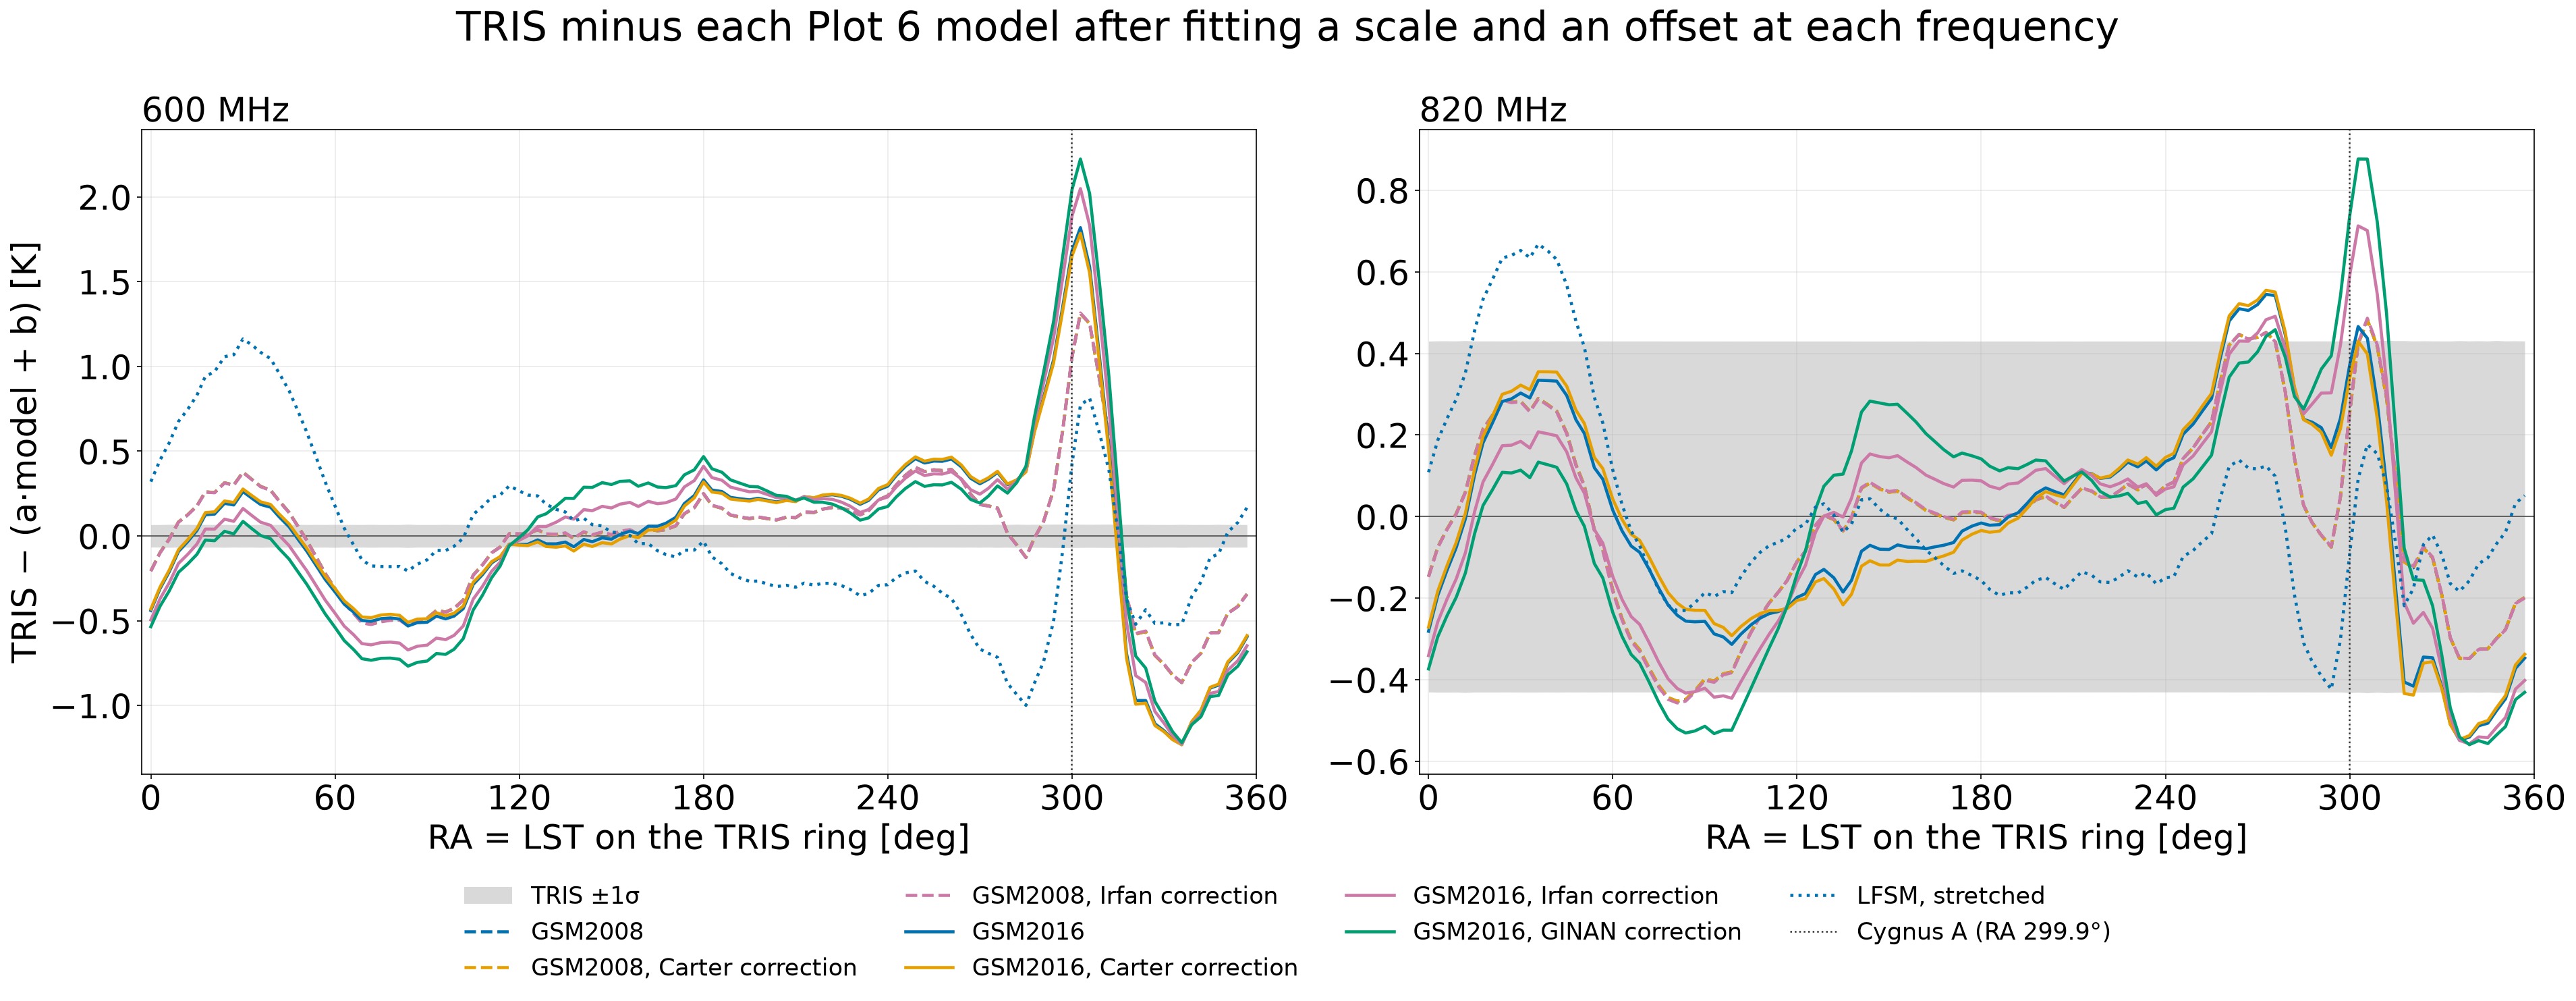 TRIS minus each Plot 6 model after fitting a scale and an offset at each frequency
600 MHz
820 MHz
TRIS − (a·model + b) [K]
2.0
1.5
1.0
0.5
0.0
−0.5
−1.0
0 60 120 180 240 300 360
RA = LST on the TRIS ring [deg]
0.8
0.6
0.4
0.2
0.0
−0.2
−0.4
−0.6
0 60 120 180 240 300 360
RA = LST on the TRIS ring [deg]
TRIS ±1σ
GSM2008
GSM2008, Carter correction
GSM2008, Irfan correction
GSM2016
GSM2016, Carter correction
GSM2016, Irfan correction
GSM2016, GINAN correction
LFSM, stretched
Cygnus A (RA 299.9°)